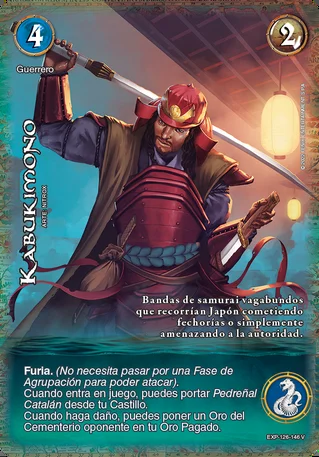 4
2
Guerrero
KABUKIMONO
ARTE: NITROX
Bandas de samurai vagabundos
que recorrían Japón cometiendo
fechorías o simplemente
amenazando a la autoridad.
Furia. (No necesita pasar por una Fase de
Agrupación para poder atacar).
Cuando entra en juego, puedes portar Pedreñal
Catalán desde tu Castillo.
Cuando haga daño, puedes poner un Oro del
Cementerio oponente en tu Oro Pagado.
EXP-126-146 V